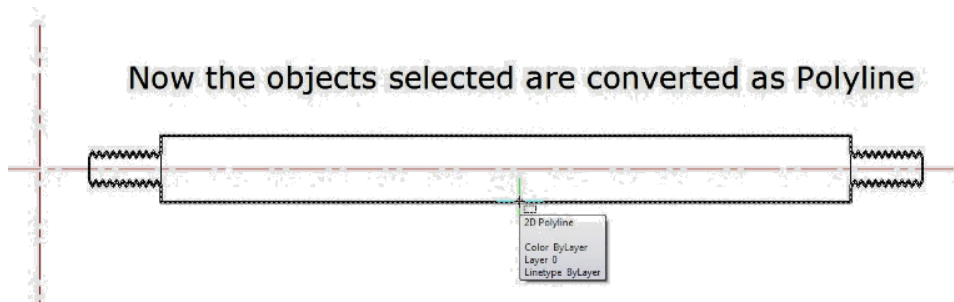 Now the objects selected are converted as Polyline
2D Polyline
Color ByLayer
Layer 0
Linetype ByLayer